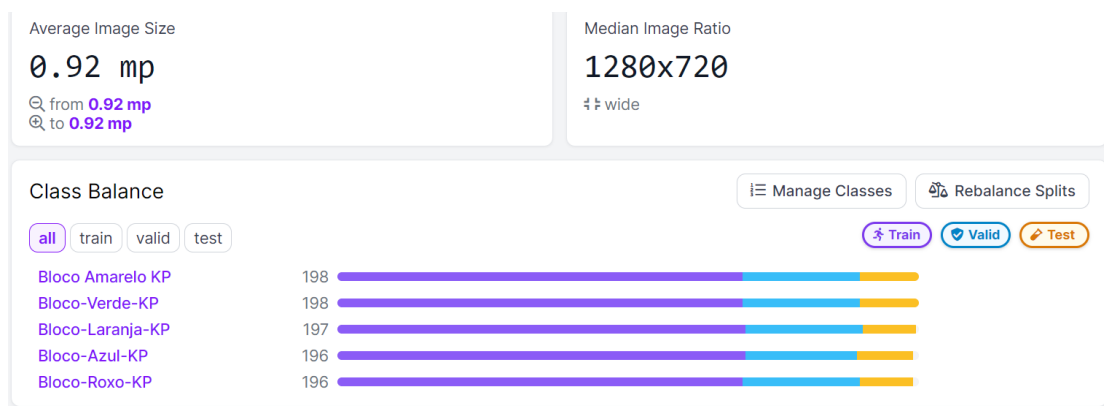 Average Image Size
0.92 mp
from 0.92 mp
to 0.92 mp
Median Image Ratio
1280x720
wide
Class Balance
Manage Classes
Rebalance Splits
all train valid test
Train Valid Test
Bloco Amarelo KP 198
Bloco-Verde-KP 198
Bloco-Laranja-KP 197
Bloco-Azul-KP 196
Bloco-Roxo-KP 196